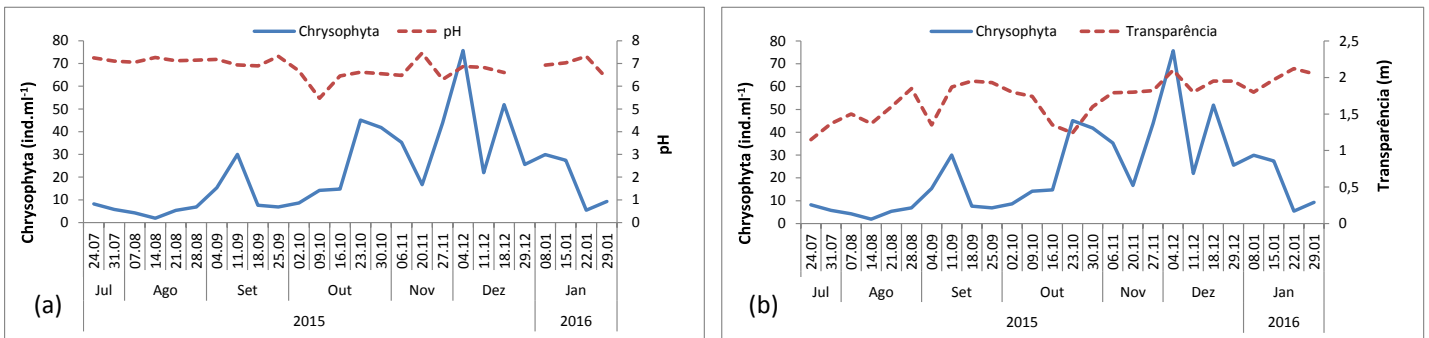 Chrysophyta pH
Chrysophyta (ind.ml⁻¹)
80
70
60
50
40
30
20
10
0
8
7
6
5
4
3
2
1
0
pH
24.07 31.07 07.08 14.08 21.08 28.08 04.09 11.09 18.09 25.09 02.10 09.10 16.10 23.10 30.10 06.11 20.11 27.11 04.12 11.12 18.12 29.12 08.01 15.01 22.01 29.01
Jul Ago Set Out Nov Dez Jan
2015 2016
(a)
Chrysophyta Transparência
Chrysophyta (ind.ml⁻¹)
80
70
60
50
40
30
20
10
0
2,5
2
1,5
1
0,5
0
Transparência (m)
24.07 31.07 07.08 14.08 21.08 28.08 04.09 11.09 18.09 25.09 02.10 09.10 16.10 23.10 30.10 06.11 20.11 27.11 04.12 11.12 18.12 29.12 08.01 15.01 22.01 29.01
Jul Ago Set Out Nov Dez Jan
2015 2016
(b)